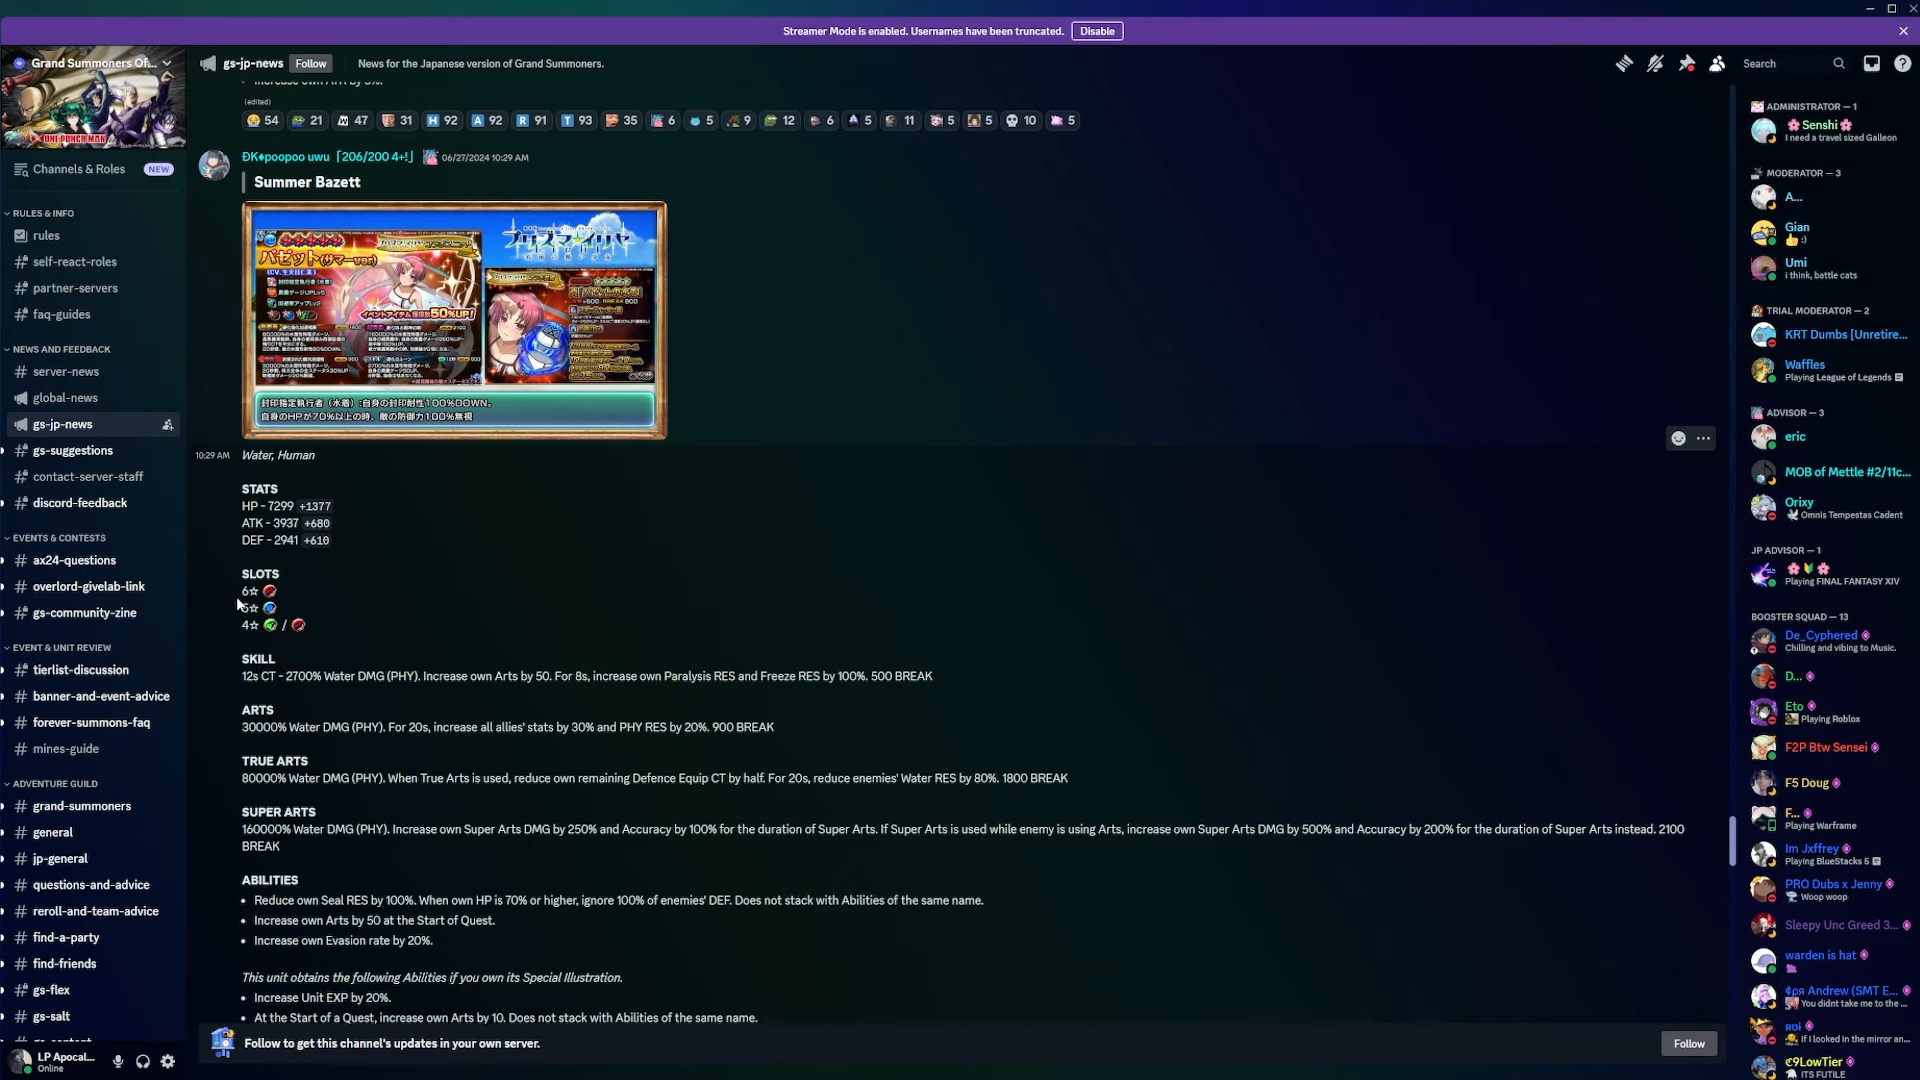 Streamer Mode is enabled. Usernames have been truncated. Disable
Grand Summoners Of...
ONE PUNCH MAN
gs-jp-news Follow News for the Japanese version of Grand Summoners.
Search
Channels & Roles NEW
RULES & INFO
rules
self-react-roles
partner-servers
faq-guides
NEWS AND FEEDBACK
server-news
global-news
gs-jp-news
gs-suggestions
contact-server-staff
discord-feedback
EVENTS & CONTESTS
ax24-questions
overlord-givelab-link
gs-community-zine
EVENT & UNIT REVIEW
tierlist-discussion
banner-and-event-advice
forever-summons-faq
mines-guide
ADVENTURE GUILD
grand-summoners
general
jp-general
questions-and-advice
reroll-and-team-advice
find-a-party
find-friends
gs-flex
gs-salt
LP Apocal...
Online
(edited)
54 21 47 31 H 92 A 92 R 91 T 93 35 6 5 9 12 6 5 11 5 5 10 5
ĐK♦poopoo uwu「206/200 4+!」 06/27/2024 10:29 AM
Summer Bazett
バゼット(サマーver)
イベントアイテム獲得数50%UP!
封印指定執行者(水着):自身の封印耐性100%DOWN。
自身のHPが70%以上の時、敵の防御力100%無視
10:29 AM Water, Human
STATS
HP - 7299 +1377
ATK - 3937 +680
DEF - 2941 +610
SLOTS
6☆
5☆
4☆ /
SKILL
12s CT - 2700% Water DMG (PHY). Increase own Arts by 50. For 8s, increase own Paralysis RES and Freeze RES by 100%. 500 BREAK
ARTS
30000% Water DMG (PHY). For 20s, increase all allies' stats by 30% and PHY RES by 20%. 900 BREAK
TRUE ARTS
80000% Water DMG (PHY). When True Arts is used, reduce own remaining Defence Equip CT by half. For 20s, reduce enemies' Water RES by 80%. 1800 BREAK
SUPER ARTS
160000% Water DMG (PHY). Increase own Super Arts DMG by 250% and Accuracy by 100% for the duration of Super Arts. If Super Arts is used while enemy is using Arts, increase own Super Arts DMG by 500% and Accuracy by 200% for the duration of Super Arts instead. 2100
BREAK
ABILITIES
• Reduce own Seal RES by 100%. When own HP is 70% or higher, ignore 100% of enemies' DEF. Does not stack with Abilities of the same name.
• Increase own Arts by 50 at the Start of Quest.
• Increase own Evasion rate by 20%.
This unit obtains the following Abilities if you own its Special Illustration.
• Increase Unit EXP by 20%.
• At the Start of a Quest, increase own Arts by 10. Does not stack with Abilities of the same name.
Follow to get this channel's updates in your own server. Follow
ADMINISTRATOR — 1
Senshi
I need a travel sized Galleon
MODERATOR — 3
A...
Gian
:)
Umi
i think, battle cats
TRIAL MODERATOR — 2
KRT Dumbs [Unretire...
Waffles
Playing League of Legends
ADVISOR — 3
eric
MOB of Mettle #2/11c...
Orixy
Omnis Tempestas Cadent
JP ADVISOR — 1
Playing FINAL FANTASY XIV
BOOSTER SQUAD — 13
De_Cyphered
Chilling and vibing to Music.
D...
Eto
Playing Roblox
F2P Btw Sensei
F5 Doug
F...
Playing Warframe
Im Jxffrey
Playing BlueStacks 5
PRO Dubs x Jenny
Woop woop
Sleepy Unc Greed 3...
warden is hat
Andrew (SMT E...
You didnt take me to the ...
If I looked in the mirror an...
C9LowTier
ITS FUTILE